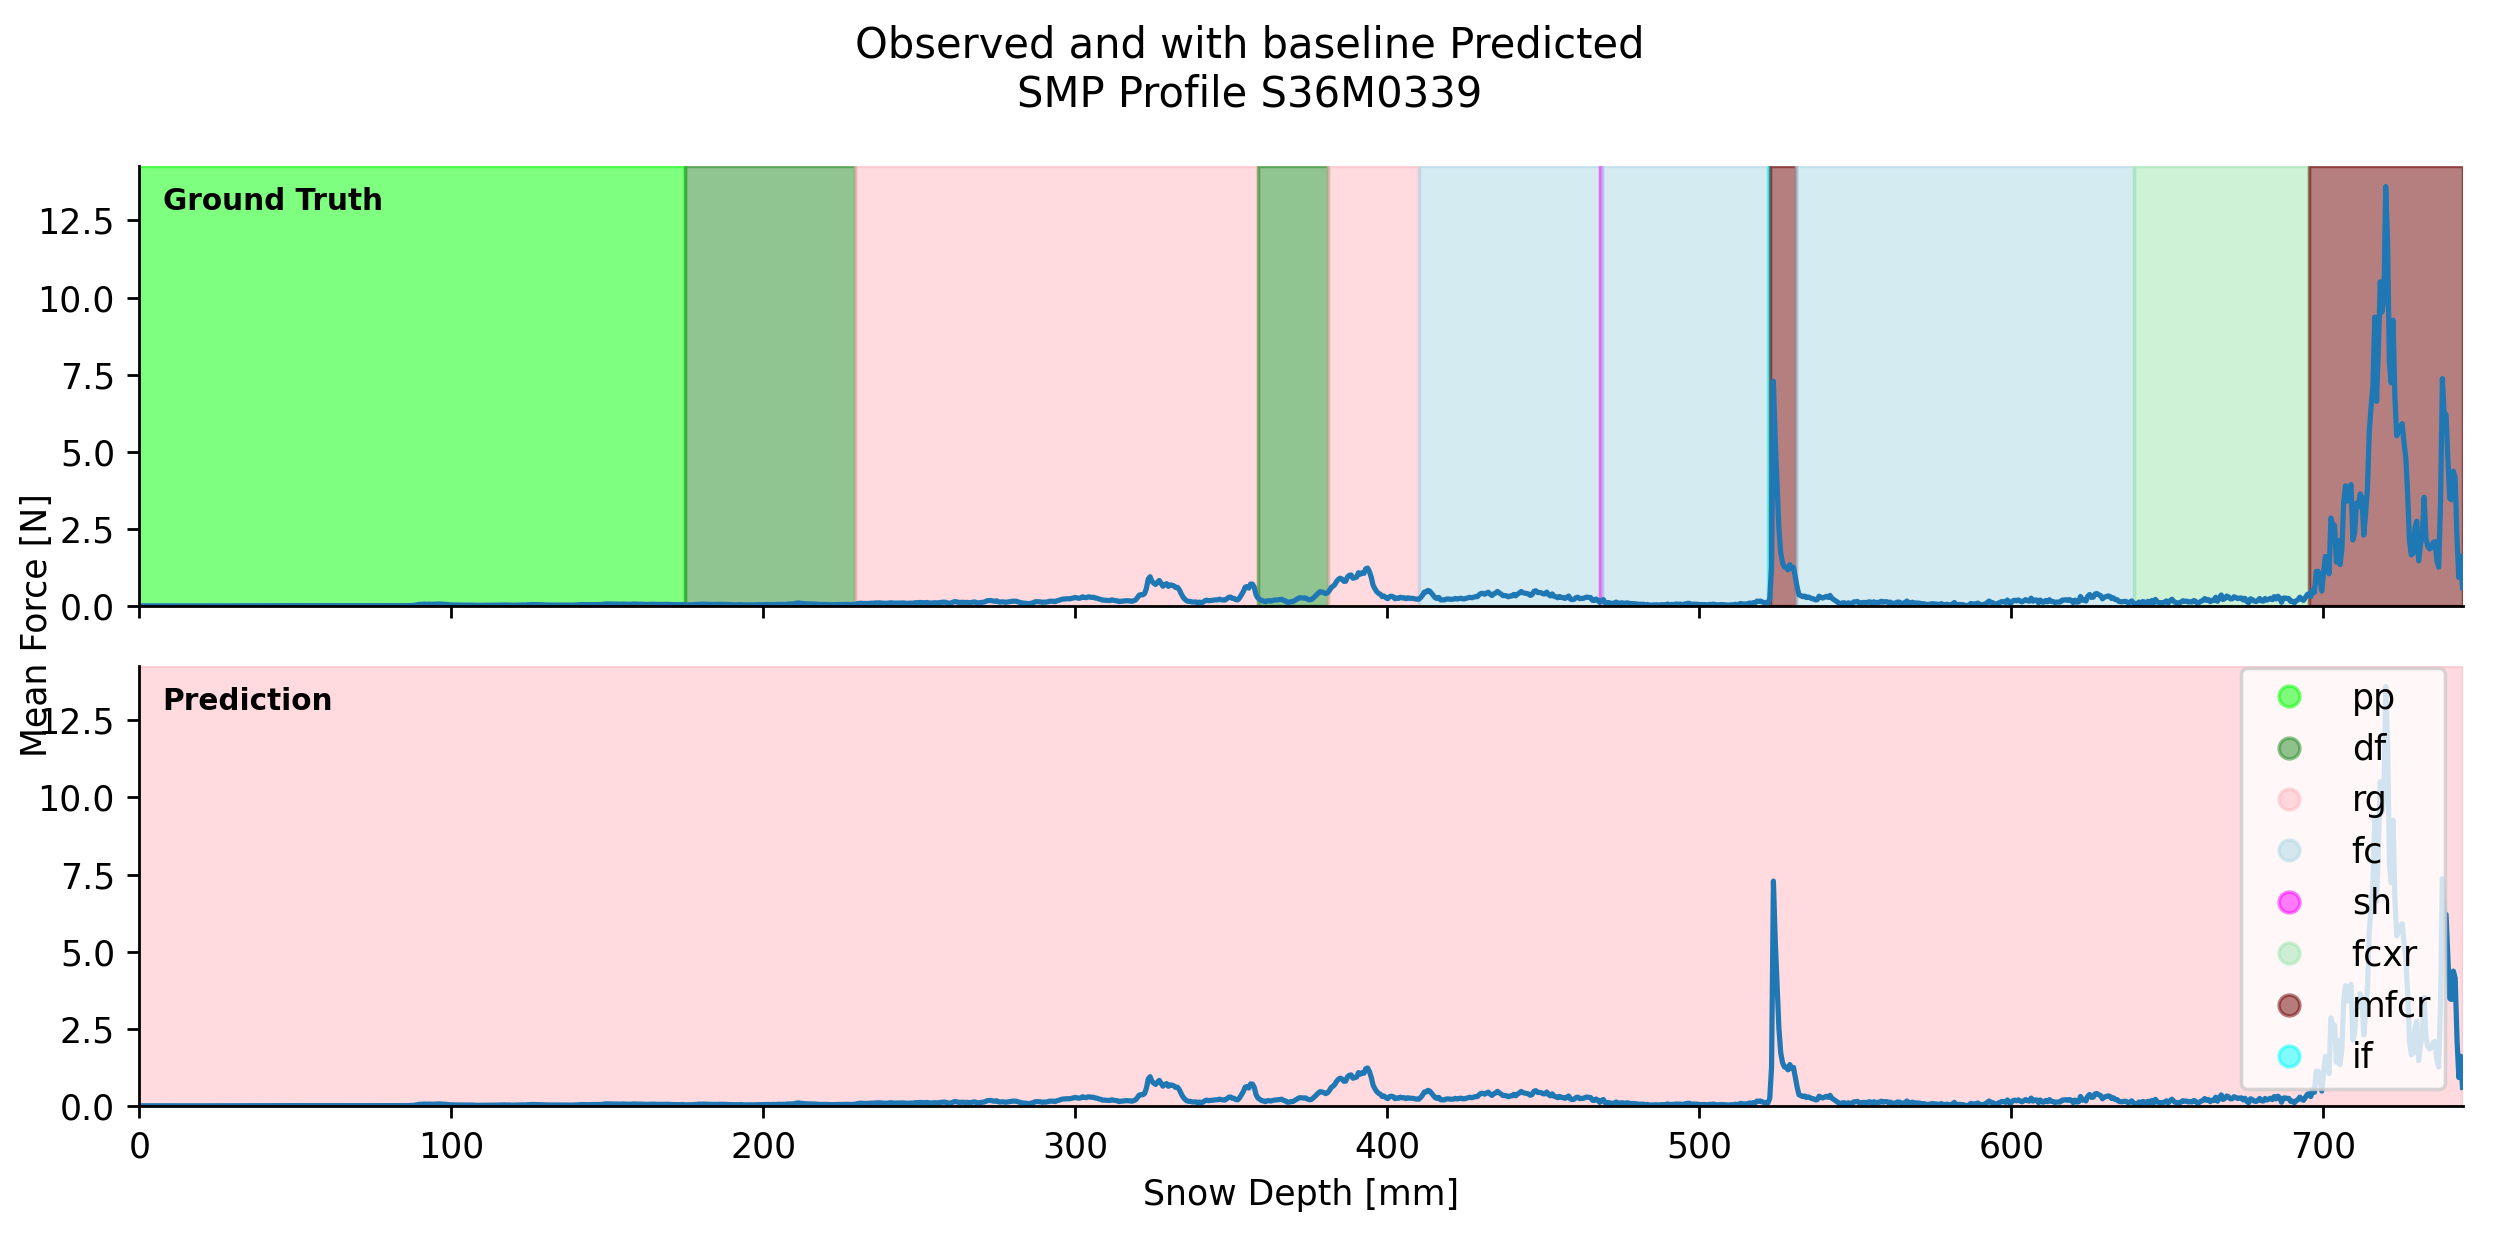 Observed and with baseline Predicted
SMP Profile S36M0339
Ground Truth
12.5
10.0
7.5
5.0
2.5
0.0
Mean Force [N]
Prediction
12.5
10.0
7.5
5.0
2.5
0.0
pp
df
rg
fc
sh
fcxr
mfcr
if
0 100 200 300 400 500 600 700
Snow Depth [mm]